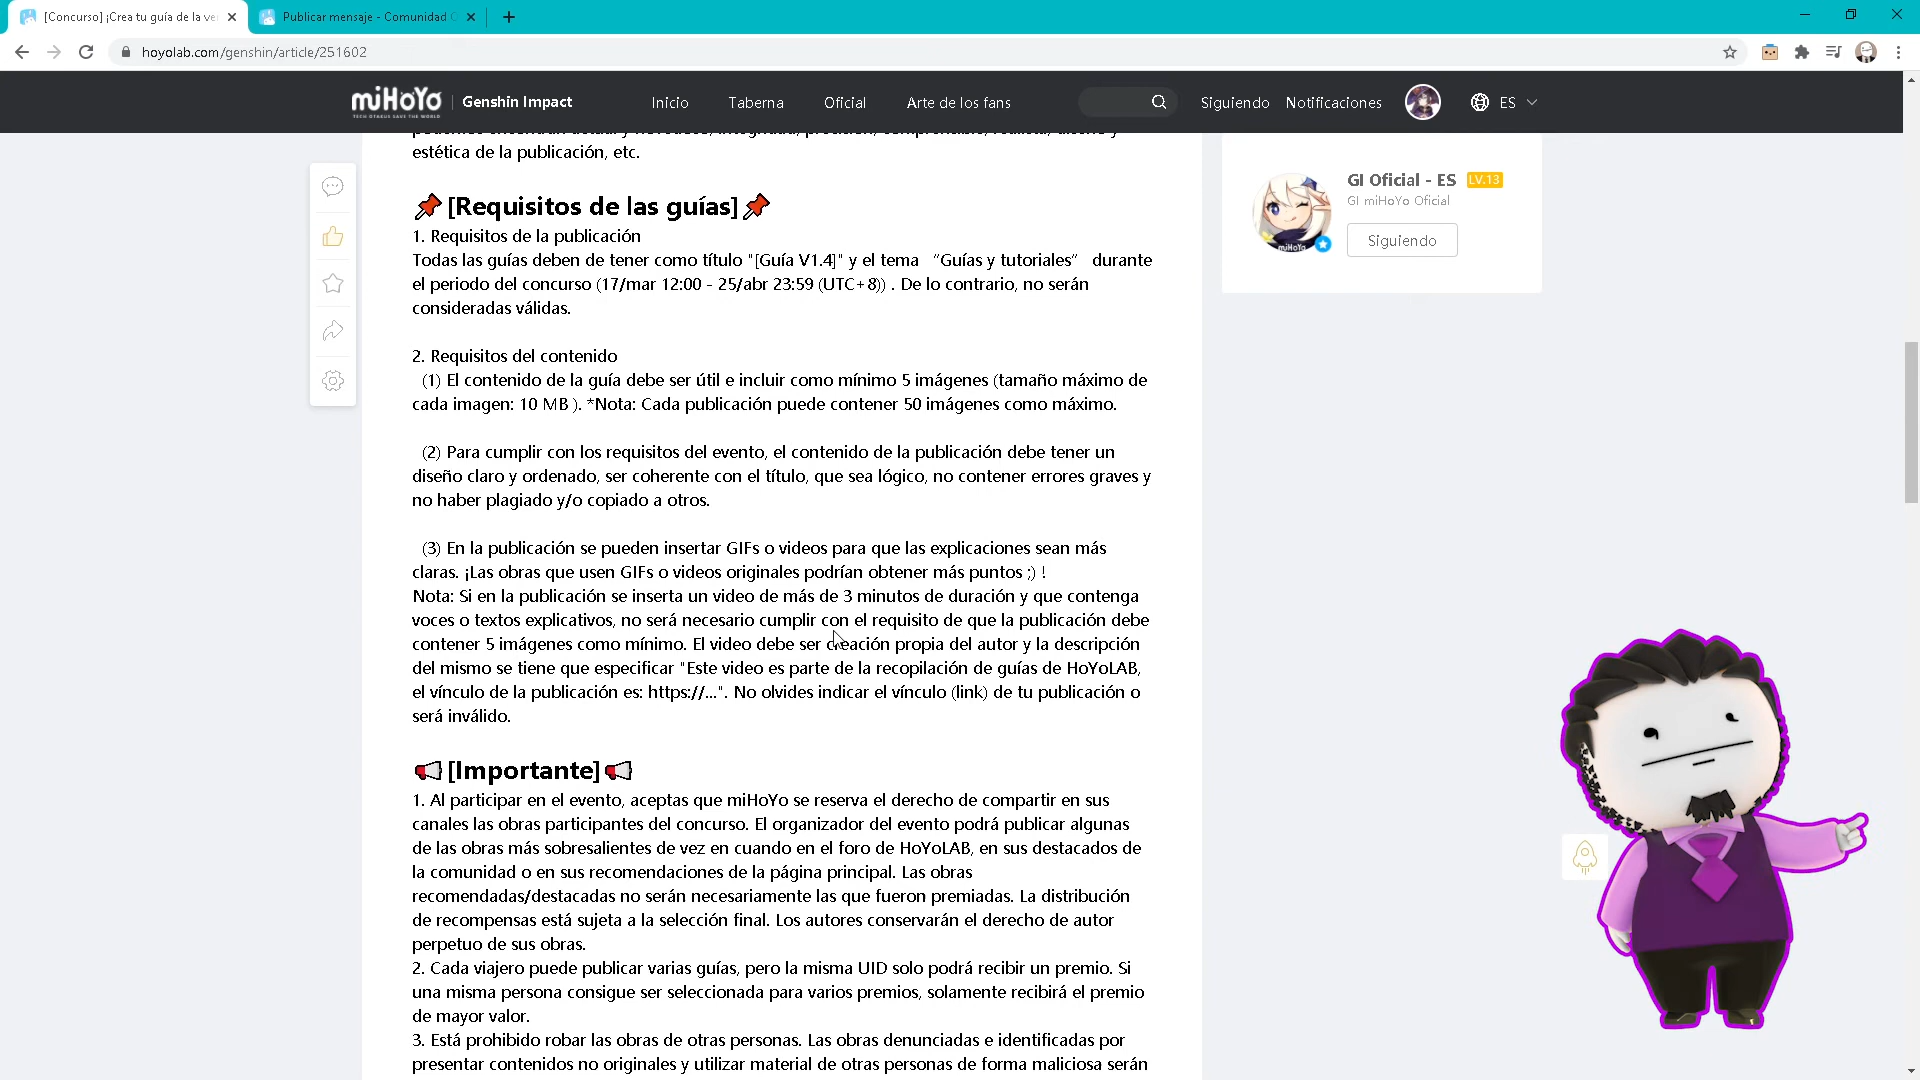 [Concurso] ¡Crea tu guía de la ve
Publicar mensaje - Comunidad
hoyolab.com/genshin/article/251602
miHoYo
TECH OTAKUS SAVE THE WORLD
Genshin Impact
Inicio
Taberna
Oficial
Arte de los fans
Siguiendo
Notificaciones
ES
estética de la publicación, etc.
[Requisitos de las guías]
1. Requisitos de la publicación
Todas las guías deben de tener como título "[Guía V1.4]" y el tema “Guías y tutoriales” durante
el periodo del concurso (17/mar 12:00 - 25/abr 23:59 (UTC+8)) . De lo contrario, no serán
consideradas válidas.
2. Requisitos del contenido
(1) El contenido de la guía debe ser útil e incluir como mínimo 5 imágenes (tamaño máximo de
cada imagen: 10 MB ). *Nota: Cada publicación puede contener 50 imágenes como máximo.
(2) Para cumplir con los requisitos del evento, el contenido de la publicación debe tener un
diseño claro y ordenado, ser coherente con el título, que sea lógico, no contener errores graves y
no haber plagiado y/o copiado a otros.
(3) En la publicación se pueden insertar GIFs o videos para que las explicaciones sean más
claras. ¡Las obras que usen GIFs o videos originales podrían obtener más puntos ;) !
Nota: Si en la publicación se inserta un video de más de 3 minutos de duración y que contenga
voces o textos explicativos, no será necesario cumplir con el requisito de que la publicación debe
contener 5 imágenes como mínimo. El video debe ser creación propia del autor y la descripción
del mismo se tiene que especificar "Este video es parte de la recopilación de guías de HoYoLAB,
el vínculo de la publicación es: https://...". No olvides indicar el vínculo (link) de tu publicación o
será inválido.
[Importante]
1. Al participar en el evento, aceptas que miHoYo se reserva el derecho de compartir en sus
canales las obras participantes del concurso. El organizador del evento podrá publicar algunas
de las obras más sobresalientes de vez en cuando en el foro de HoYoLAB, en sus destacados de
la comunidad o en sus recomendaciones de la página principal. Las obras
recomendadas/destacadas no serán necesariamente las que fueron premiadas. La distribución
de recompensas está sujeta a la selección final. Los autores conservarán el derecho de autor
perpetuo de sus obras.
2. Cada viajero puede publicar varias guías, pero la misma UID solo podrá recibir un premio. Si
una misma persona consigue ser seleccionada para varios premios, solamente recibirá el premio
de mayor valor.
3. Está prohibido robar las obras de otras personas. Las obras denunciadas e identificadas por
presentar contenidos no originales y utilizar material de otras personas de forma maliciosa serán
GI Oficial - ES
LV.13
GI miHoYo Oficial
miHoYo
Siguiendo